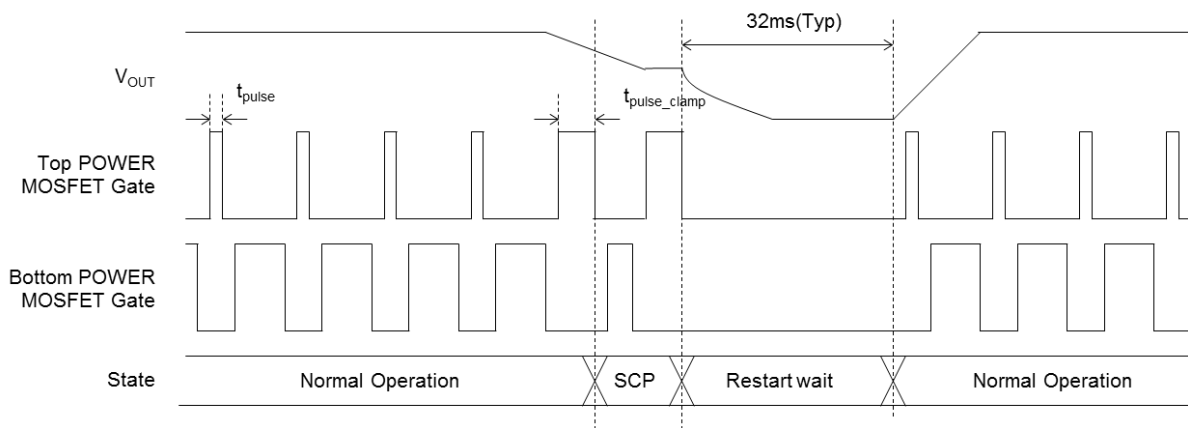 32ms(Typ)
VOUT
tpulse
tpulse_clamp
Top POWER
MOSFET Gate
Bottom POWER
MOSFET Gate
State
Normal Operation
SCP
Restart wait
Normal Operation